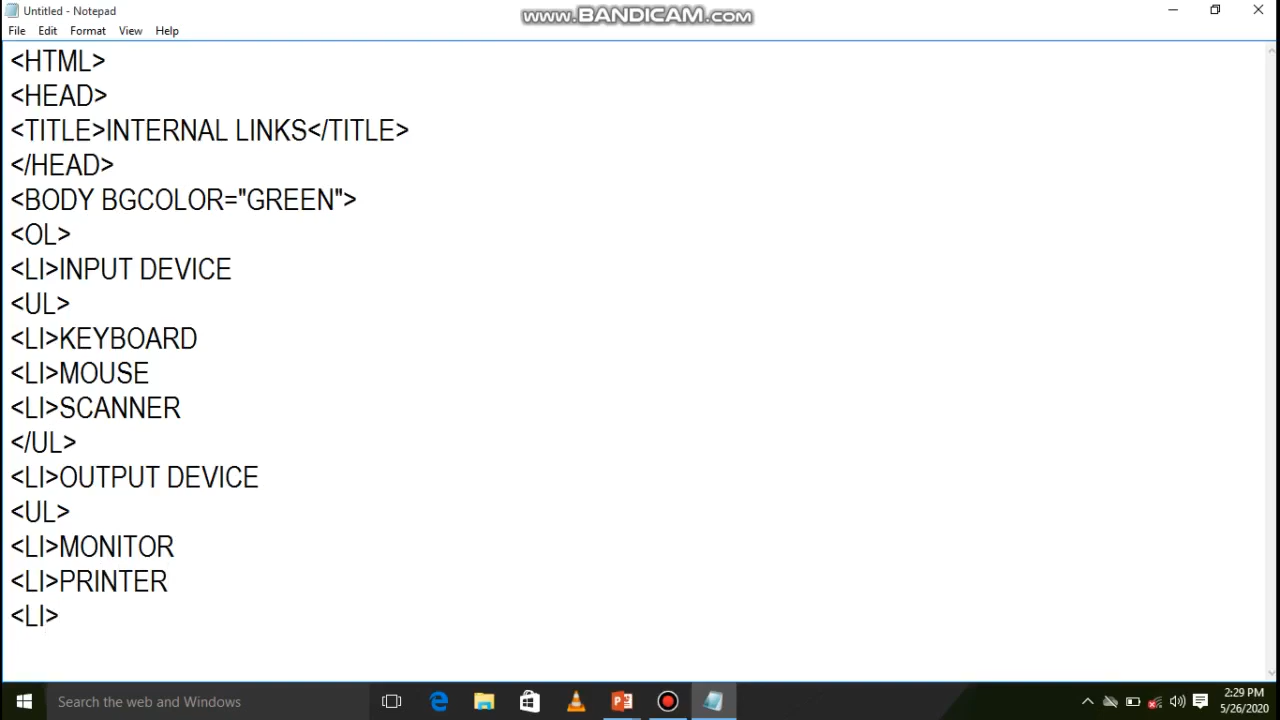 www.BANDICAM.com
Untitled - Notepad
File Edit Format View Help
<HTML>
<HEAD>
<TITLE>INTERNAL LINKS</TITLE>
</HEAD>
<BODY BGCOLOR="GREEN">
<OL>
<LI>INPUT DEVICE
<UL>
<LI>KEYBOARD
<LI>MOUSE
<LI>SCANNER
</UL>
<LI>OUTPUT DEVICE
<UL>
<LI>MONITOR
<LI>PRINTER
<LI>
Search the web and Windows
2:29 PM
5/26/2020